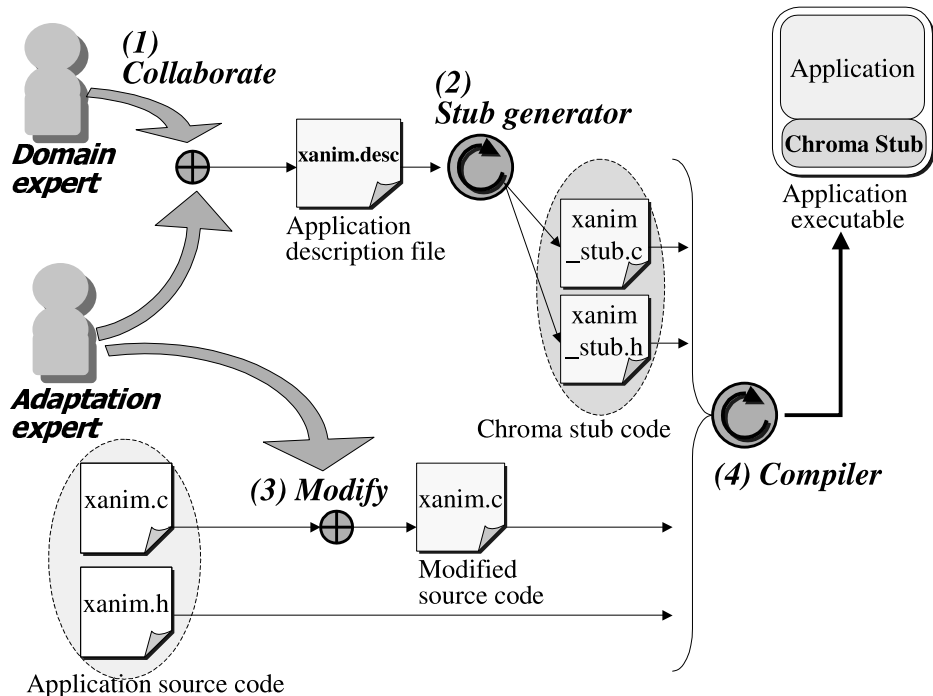 (1)
Collaborate
Domain
expert
xanim.desc
Application
description file
(2)
Stub generator
xanim
_stub.c
xanim
_stub.h
Chroma stub code
Application
Chroma Stub
Application
executable
Adaptation
expert
(3) Modify
xanim.c
xanim.c
Modified
source code
xanim.h
Application source code
(4) Compiler